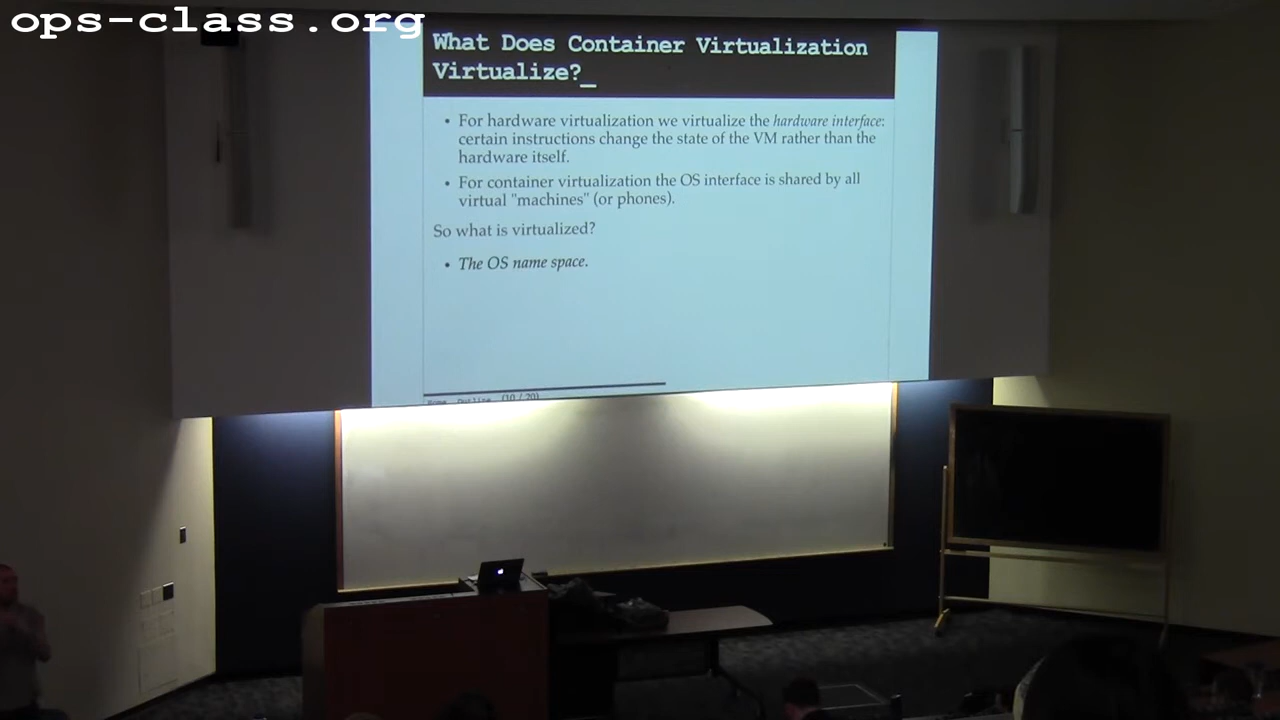 ops-class.org
What Does Container Virtualization
Virtualize?_
• For hardware virtualization we virtualize the hardware interface:
certain instructions change the state of the VM rather than the
hardware itself.
• For container virtualization the OS interface is shared by all
virtual "machines" (or phones).
So what is virtualized?
• The OS name space.
(10 / 20)